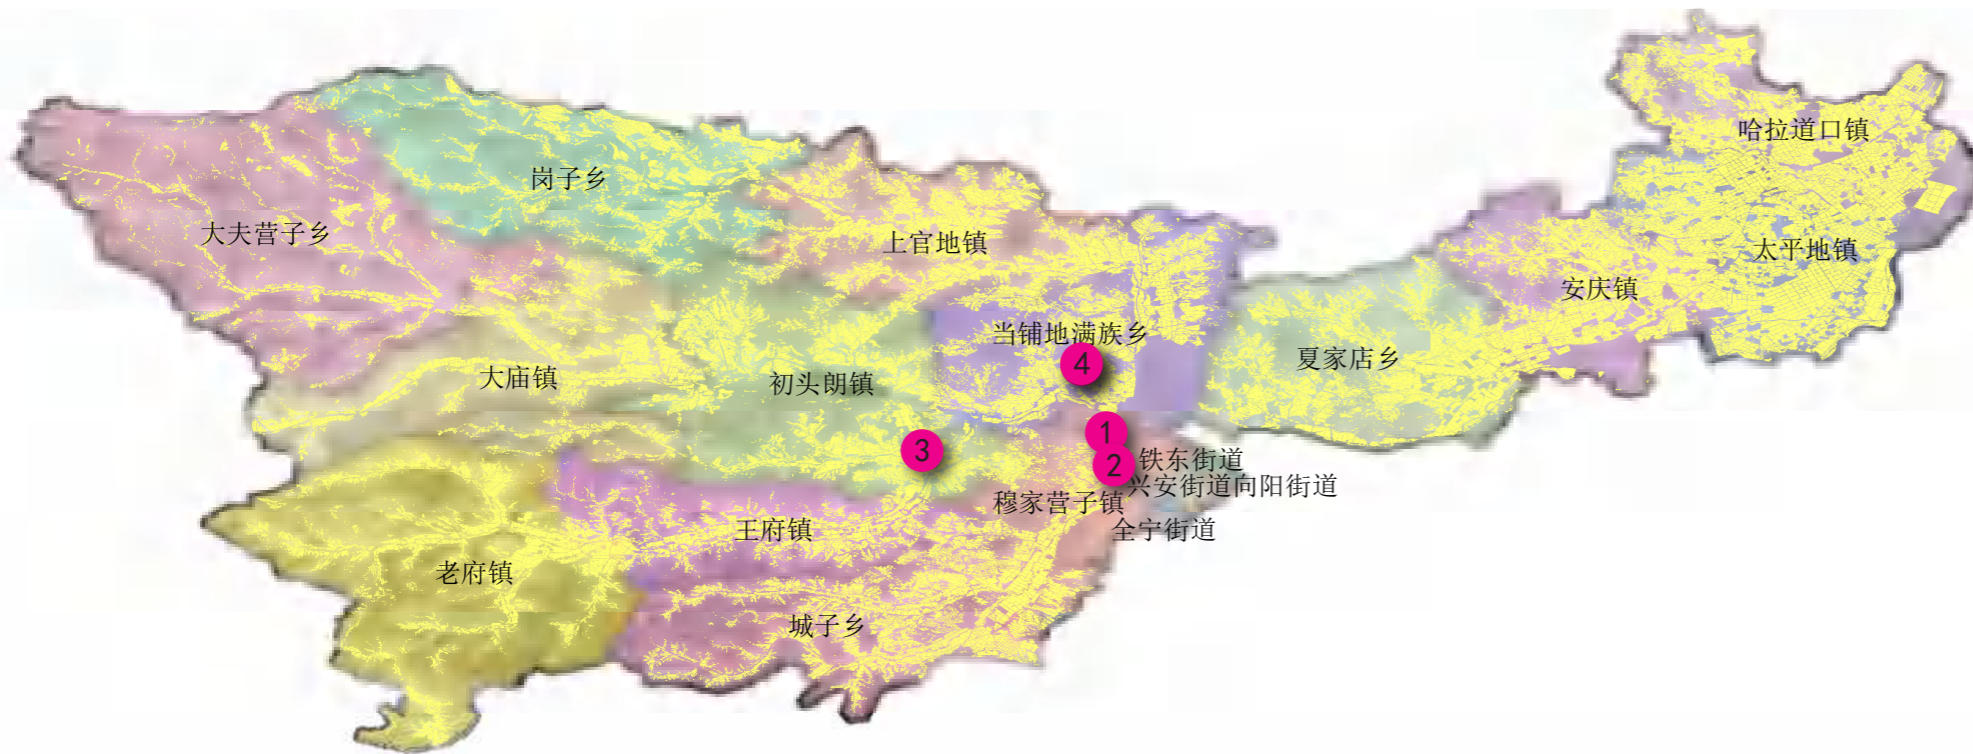 哈拉道口镇
岗子乡
大夫营子乡
上官地镇
太平地镇
安庆镇
当铺地满族乡
夏家店乡
4
大庙镇
初头朗镇
1
3
铁东街道
2
兴安街道向阳街道
穆家营子镇
王府镇
全宁街道
老府镇
城子乡